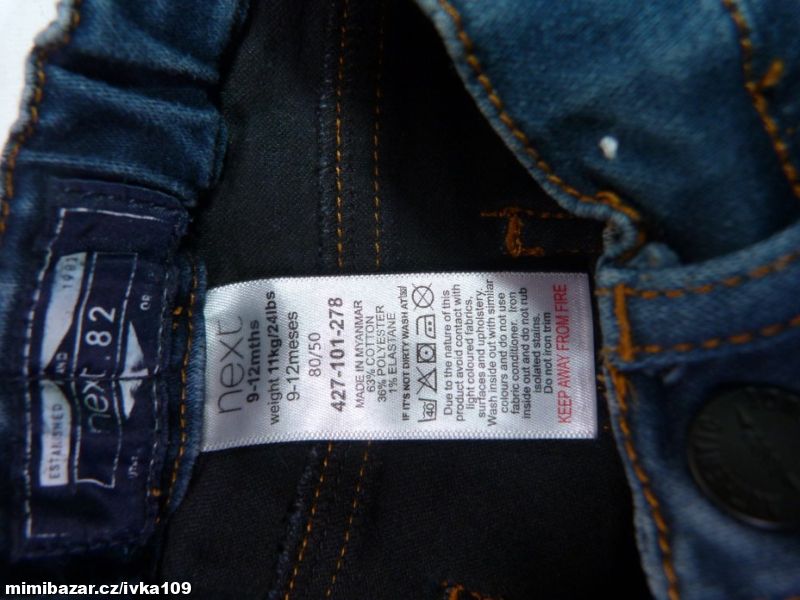 ESTABLISHED AND 1982
next.82
next
9-12mths
weight 11kg/24lbs
9-12meses
80/50
427-101-278
MADE IN MYANMAR
63% COTTON
36% POLYESTER
1% ELASTANE
IF IT'S NOT DIRTY WASH AT 30!
40
Due to the nature of this
product avoid contact with
light coloured fabrics,
surfaces and upholstery.
Wash inside out with similar
colours and do not use
fabric conditioner. Iron
inside out and do not rub
isolated stains.
Do not iron trim
KEEP AWAY FROM FIRE
mimibazar.cz/ivka109